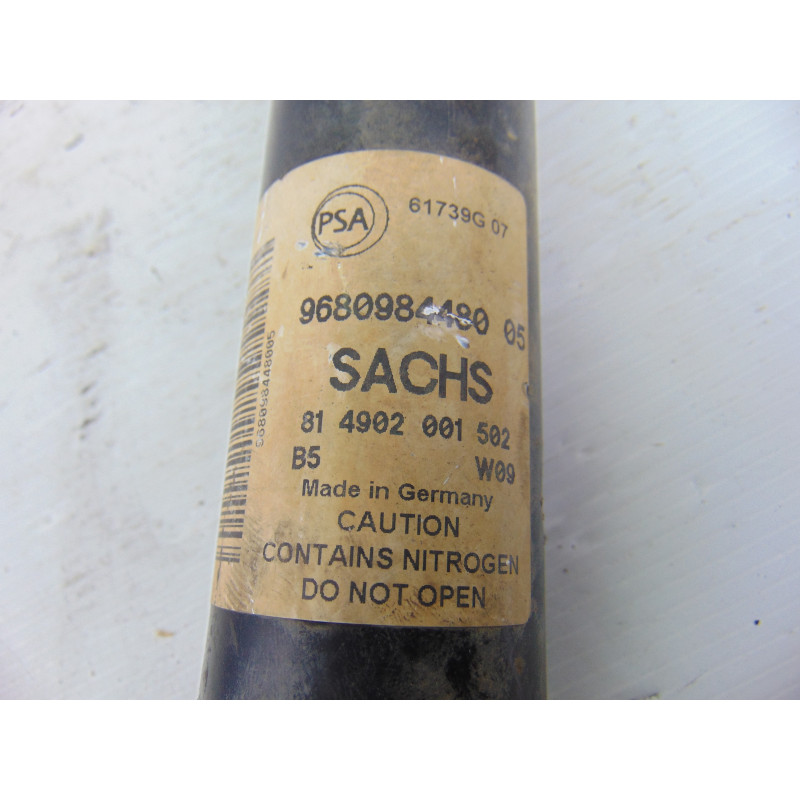 PSA
61739G 07
9680984480 05
SACHS
81 4902 001 502
B5 W09
Made in Germany
CAUTION
CONTAINS NITROGEN
DO NOT OPEN
968098448005